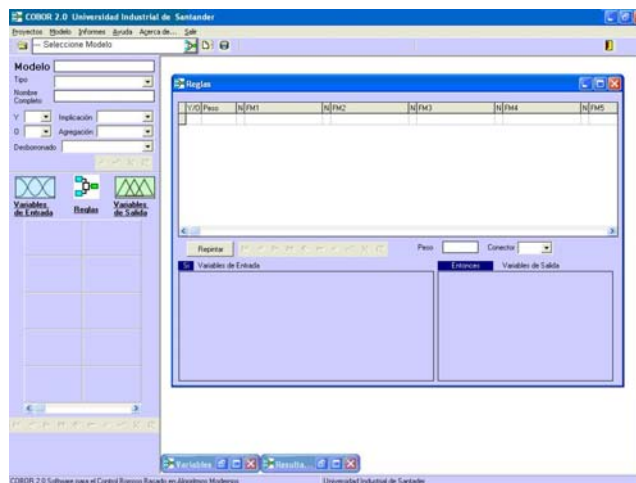 COBOR 2.0 Universidad Industrial de Santander
Proyectos Modelo Informes Ayuda Acerca de... Salir
--- Seleccione Modelo
Modelo
Tipo
Nombre
Completo
Y Implicación
O Agregación
Desborronado
Variables de Entrada
Reglas
Variables de Salida
Reglas
Y/O Peso N FM1 N FM2 N FM3 N FM4 N FM5
Repintar Peso Conector
Si Variables de Entrada
Entonces Variables de Salida
Variables
Resulta...
COBOR 2.0 Software para el Control Borroso Basado en Algoritmos Modernos
Universidad Industrial de Santander